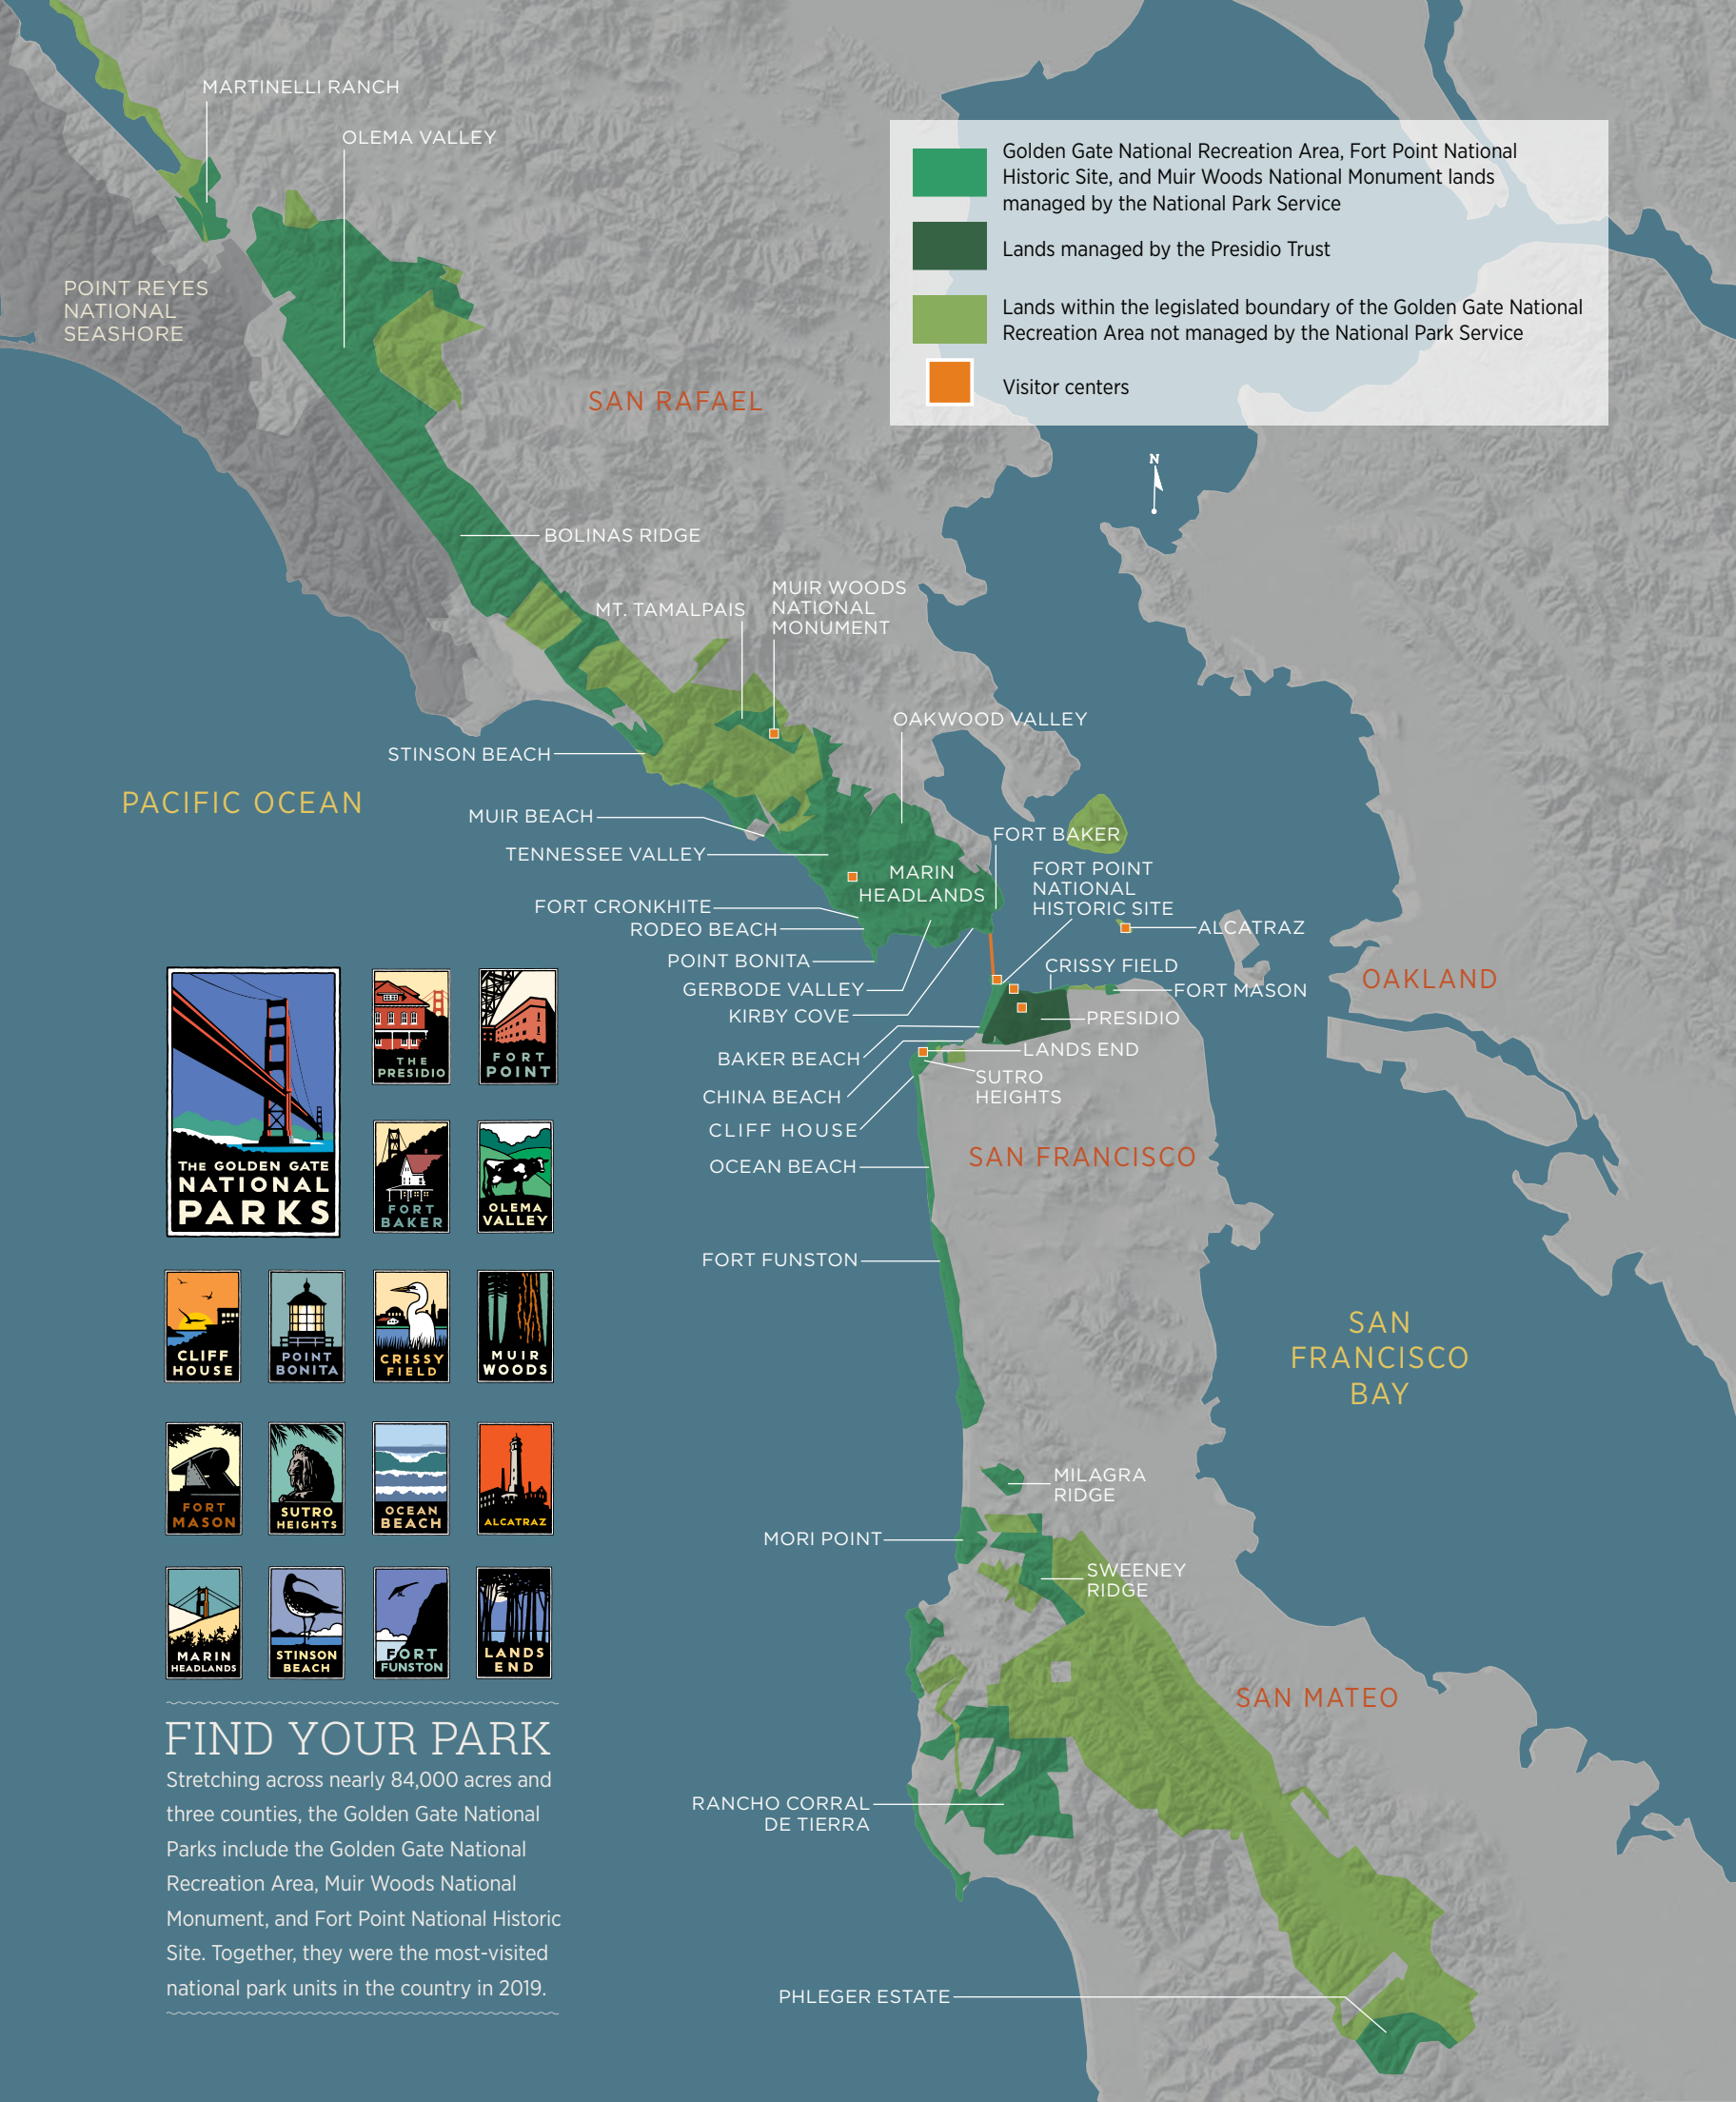 MARTINELLI RANCH
OLEMA VALLEY
POINT REYES
NATIONAL
SEASHORE
Golden Gate National Recreation Area, Fort Point National
Historic Site, and Muir Woods National Monument lands
managed by the National Park Service
Lands managed by the Presidio Trust
Lands within the legislated boundary of the Golden Gate National
Recreation Area not managed by the National Park Service
Visitor centers
SAN RAFAEL
N
BOLINAS RIDGE
MT. TAMALPAIS
MUIR WOODS
NATIONAL
MONUMENT
OAKWOOD VALLEY
STINSON BEACH
PACIFIC OCEAN
MUIR BEACH
TENNESSEE VALLEY
FORT BAKER
MARIN
HEADLANDS
FORT POINT
NATIONAL
HISTORIC SITE
FORT CRONKHITE
RODEO BEACH
ALCATRAZ
POINT BONITA
CRISSY FIELD
OAKLAND
GERBODE VALLEY
FORT MASON
KIRBY COVE
PRESIDIO
BAKER BEACH
LANDS END
SUTRO
HEIGHTS
CHINA BEACH
CLIFF HOUSE
OCEAN BEACH
SAN FRANCISCO
FORT FUNSTON
SAN
FRANCISCO
BAY
MILAGRA
RIDGE
MORI POINT
SWEENEY
RIDGE
SAN MATEO
RANCHO CORRAL
DE TIERRA
PHLEGER ESTATE
THE GOLDEN GATE
NATIONAL
PARKS
THE
PRESIDIO
FORT
POINT
FORT
BAKER
OLEMA
VALLEY
CLIFF
HOUSE
POINT
BONITA
CRISSY
FIELD
MUIR
WOODS
FORT
MASON
SUTRO
HEIGHTS
OCEAN
BEACH
ALCATRAZ
MARIN
HEADLANDS
STINSON
BEACH
FORT
FUNSTON
LANDS
END
FIND YOUR PARK
Stretching across nearly 84,000 acres and
three counties, the Golden Gate National
Parks include the Golden Gate National
Recreation Area, Muir Woods National
Monument, and Fort Point National Historic
Site. Together, they were the most-visited
national park units in the country in 2019.